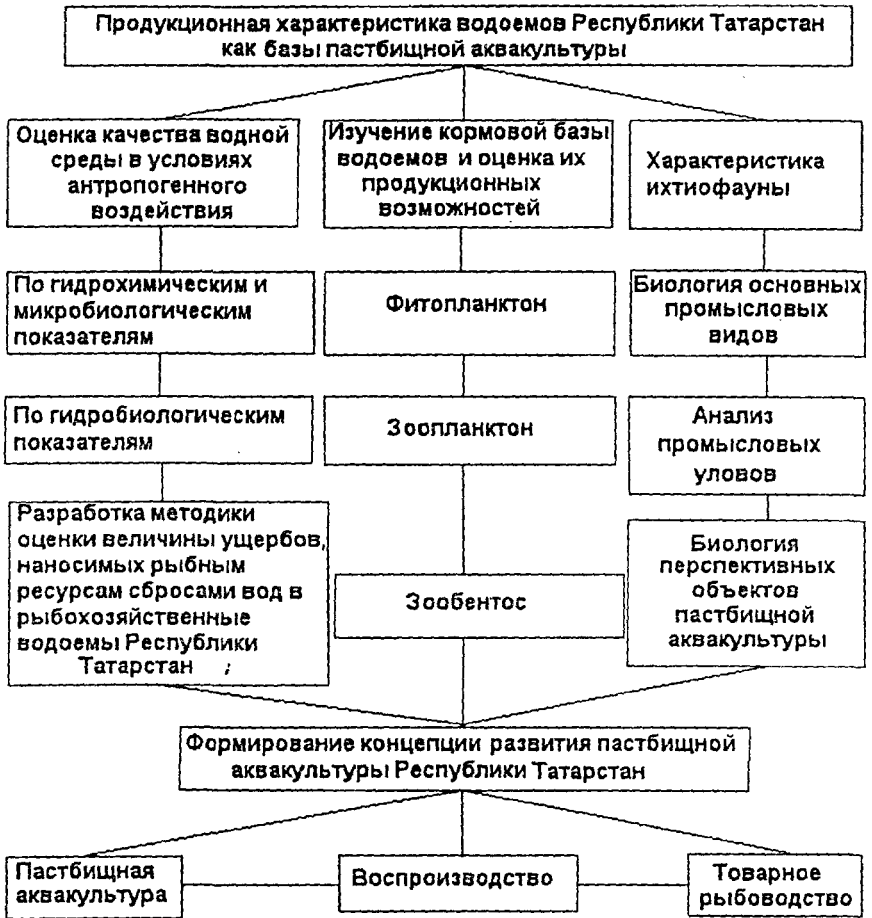 Продукционная характеристика водоемов Республики Татарстан
как базы пастбищной аквакультуры
Оценка качества водной
среды в условиях
антропогенного
воздействия
Изучение кормовой базы
водоемов и оценка их
продукционных
возможностей
Характеристика
ихтиофауны
По гидрохимическим и
микробиологическим
показателям
Фитопланктон
Биология основных
промысловых
видов
По гидробиологическим
показателям
Зоопланктон
Анализ
промысловых
уловов
Разработка методики
оценки величины ущербов,
наносимых рыбным
ресурсам сбросами вод в
рыбохозяйственные
водоемы Республики
Татарстан ;
Зообентос
Биология
перспективных
объектов
пастбищной
аквакультуры
Формирование концепции развития пастбищной
аквакультуры Республики Татарстан
Пастбищная
аквакультура
Воспроизводство
Товарное
рыбоводство